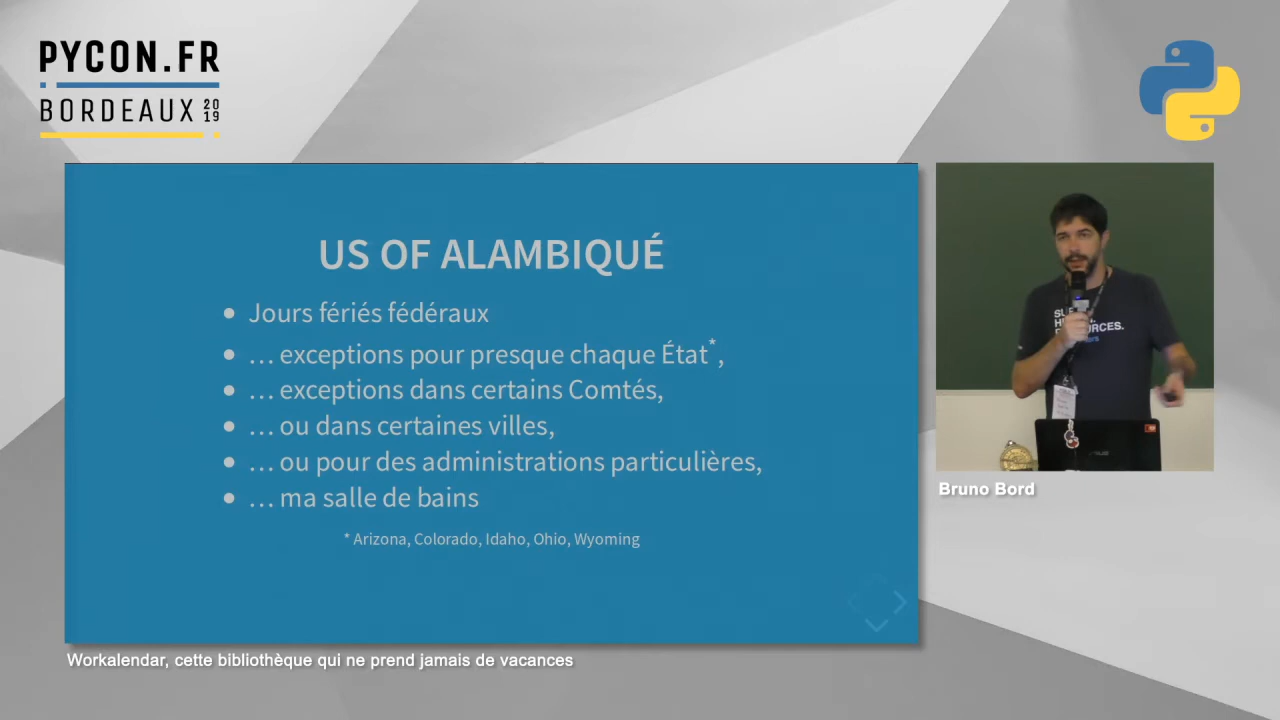 PYCON.FR
BORDEAUX 2019
US OF ALAMBIQUÉ
• Jours fériés fédéraux
• … exceptions pour presque chaque État*,
• … exceptions dans certains Comtés,
• … ou dans certaines villes,
• … ou pour des administrations particulières,
• … ma salle de bains
* Arizona, Colorado, Idaho, Ohio, Wyoming
Bruno Bord
Workalendar, cette bibliothèque qui ne prend jamais de vacances